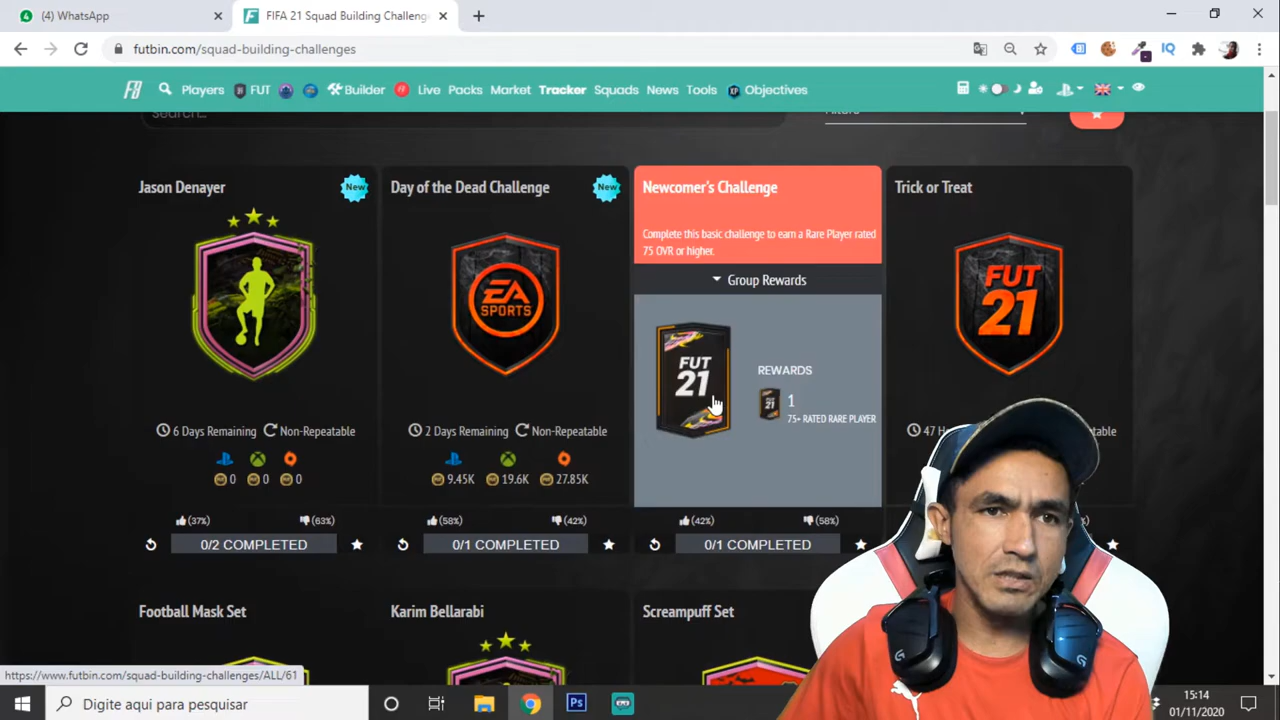 (4) WhatsApp
FIFA 21 Squad Building Challenge
futbin.com/squad-building-challenges
Players FUT Builder Live Packs Market Tracker Squads News Tools Objectives
Search...
Jason Denayer
New
6 Days Remaining Non-Repeatable
0 0 0
(37%) (63%)
0/2 COMPLETED
Day of the Dead Challenge
New
EA
SPORTS
2 Days Remaining Non-Repeatable
9.45K 19.6K 27.85K
(58%) (42%)
0/1 COMPLETED
Newcomer's Challenge
Complete this basic challenge to earn a Rare Player rated
75 OVR or higher.
Group Rewards
FUT
21
REWARDS
1
75+ RATED RARE PLAYER
(42%) (58%)
0/1 COMPLETED
Trick or Treat
FUT
21
47
Football Mask Set
Karim Bellarabi
Screampuff Set
https://www.futbin.com/squad-building-challenges/ALL/61
Digite aqui para pesquisar
Ps
15:14
01/11/2020